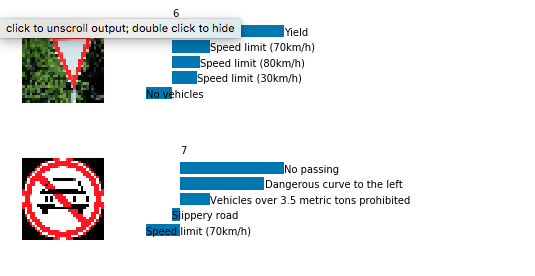 6
click to unscroll output; double click to hide
Yield
Speed limit (70km/h)
Speed limit (80km/h)
Speed limit (30km/h)
No vehicles
7
No passing
Dangerous curve to the left
Vehicles over 3.5 metric tons prohibited
Slippery road
Speed limit (70km/h)